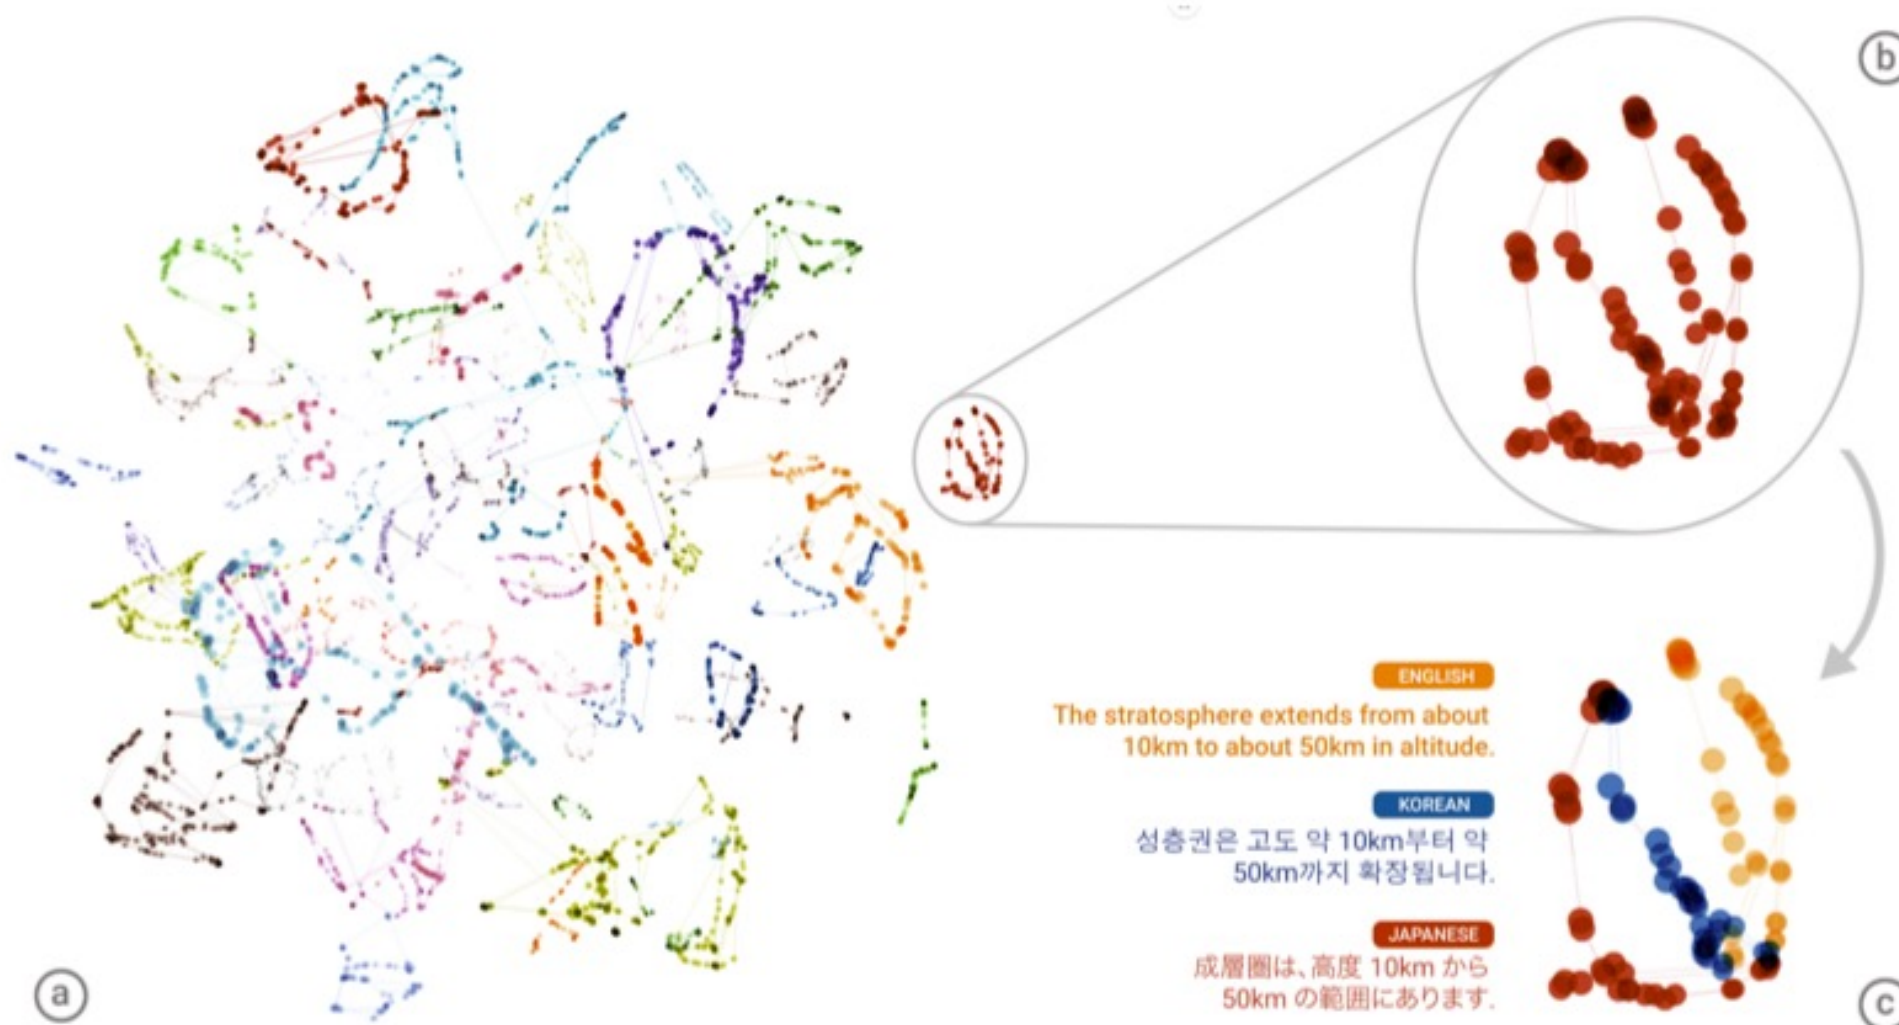 b
ENGLISH
The stratosphere extends from about
10km to about 50km in altitude.
KOREAN
성층권은 고도 약 10km부터 약
50km까지 확장됩니다.
JAPANESE
成層圏は、高度 10km から
50km の範囲にあります.
a
c